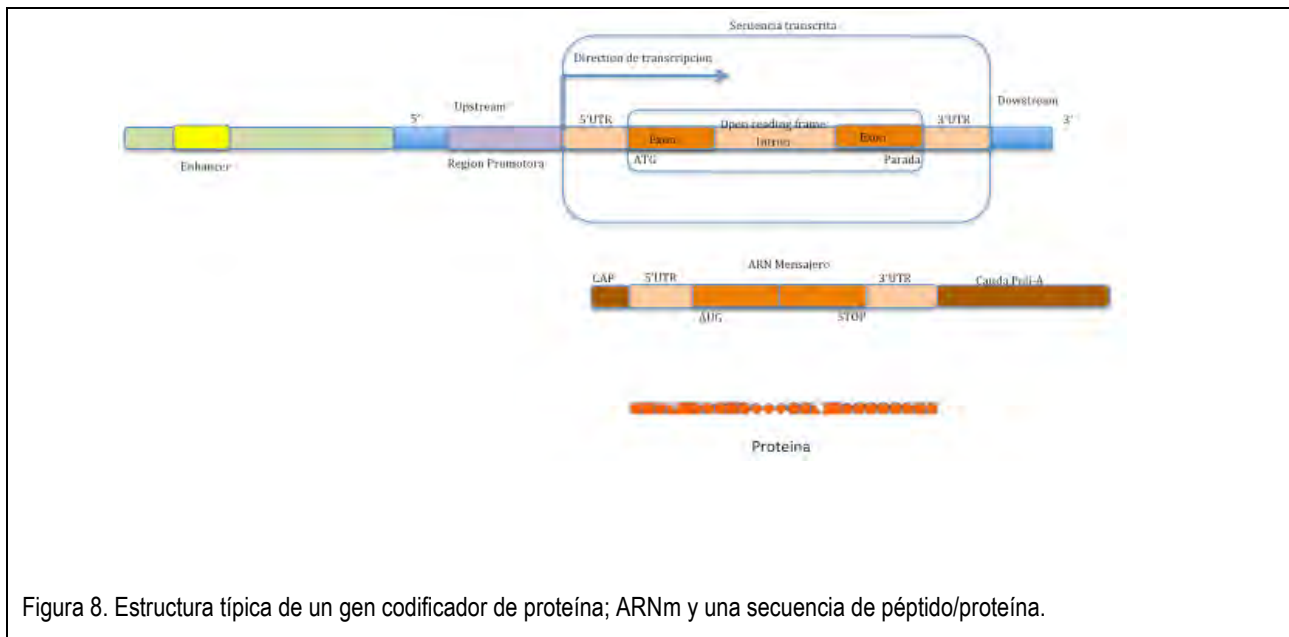 Secuencia transcrita
Direction de transcripcion
Upstream
Dowstream
5'
5'UTR
Open reading frame
3'UTR
3'
Exon
Intron
Exon
Enhancer
Region Promotora
ATG
Parada
ARN Mensajero
CAP
5'UTR
3'UTR
Cauda Poli-A
AUG
STOP
Proteina
Figura 8. Estructura típica de un gen codificador de proteína; ARNm y una secuencia de péptido/proteína.